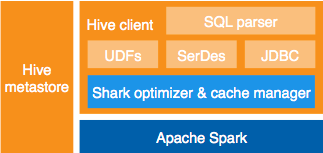 Hive
metastore
Hive client
SQL parser
UDFs
SerDes
JDBC
Shark optimizer & cache manager
Apache Spark